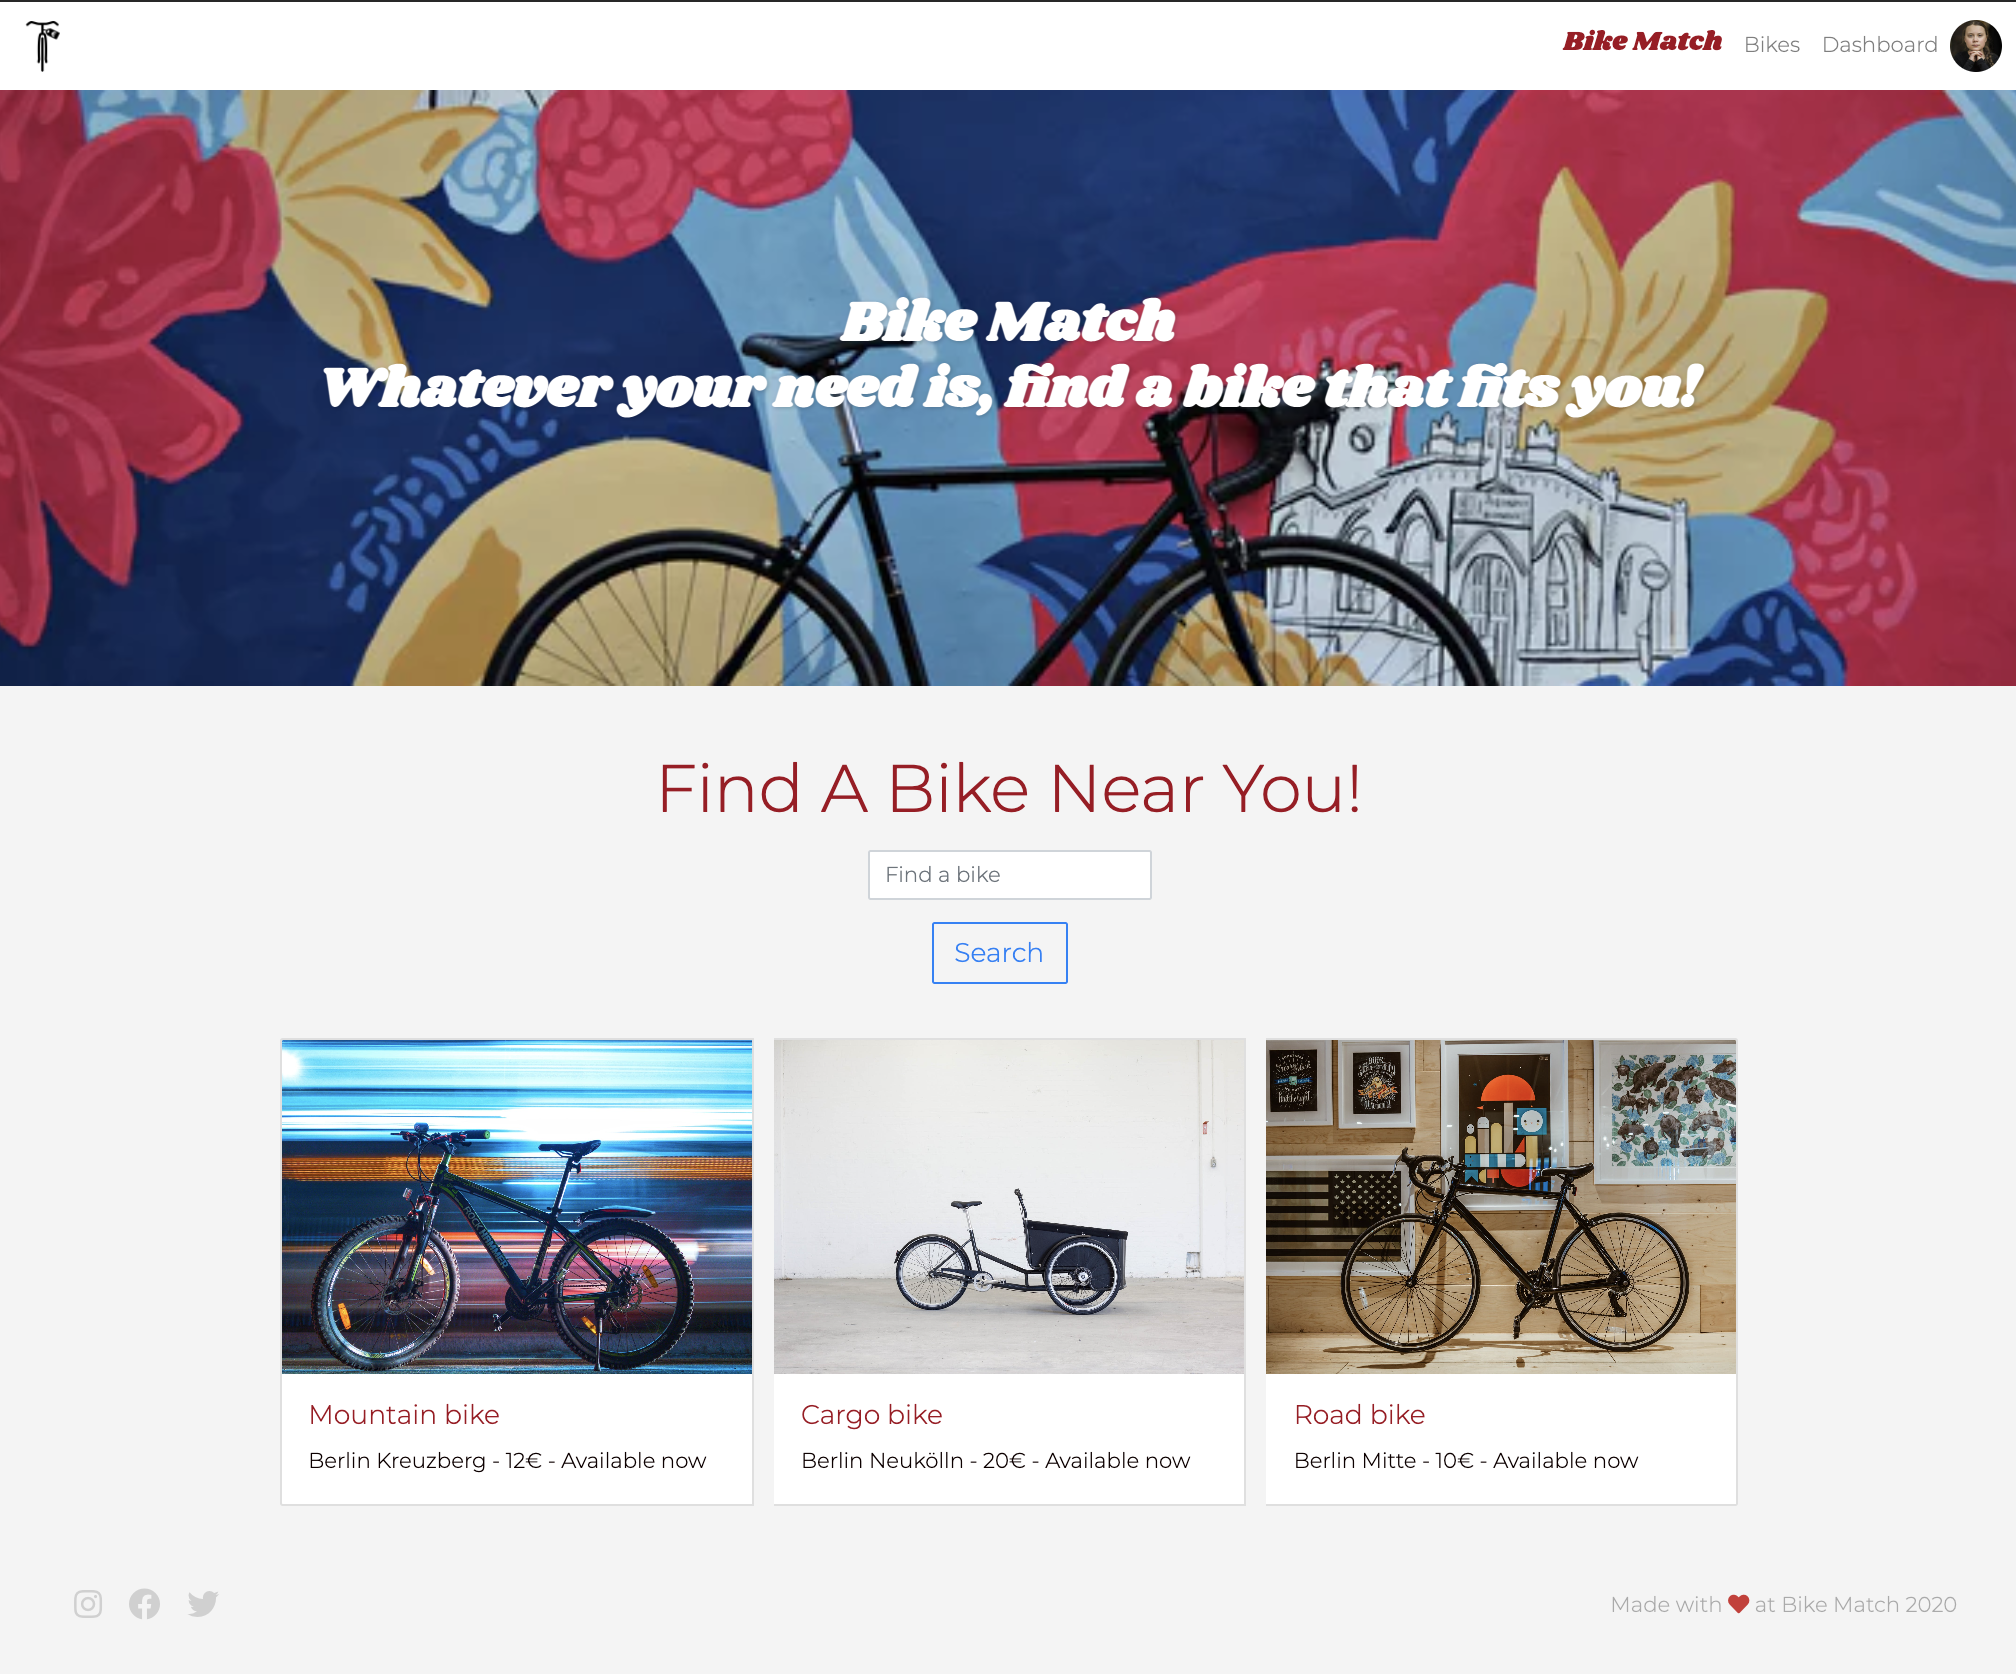 Bike Match
Bikes
Dashboard
Bike Match
Whatever your need is, find a bike that fits you!
Find A Bike Near You!
Find a bike
Search
Mountain bike
Berlin Kreuzberg - 12€ - Available now
Cargo bike
Berlin Neukölln - 20€ - Available now
Road bike
Berlin Mitte - 10€ - Available now
Made with ❤ at Bike Match 2020